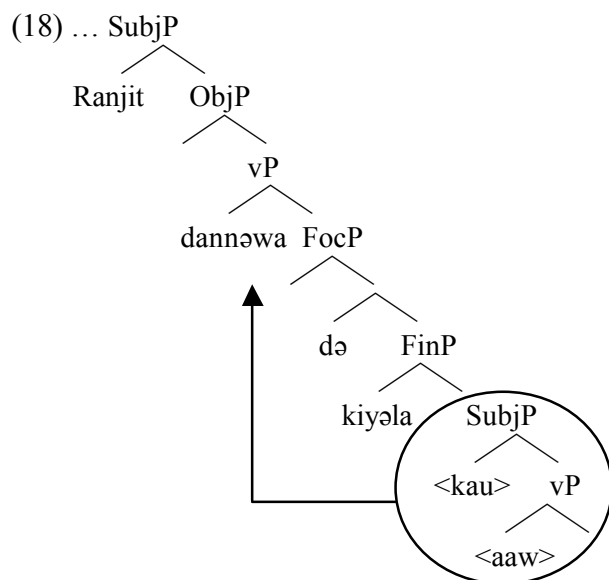 (18) … SubjP
Ranjit ObjP
vP
dannəwa FocP
də FinP
kiyəla SubjP
<kau> vP
<aaw>